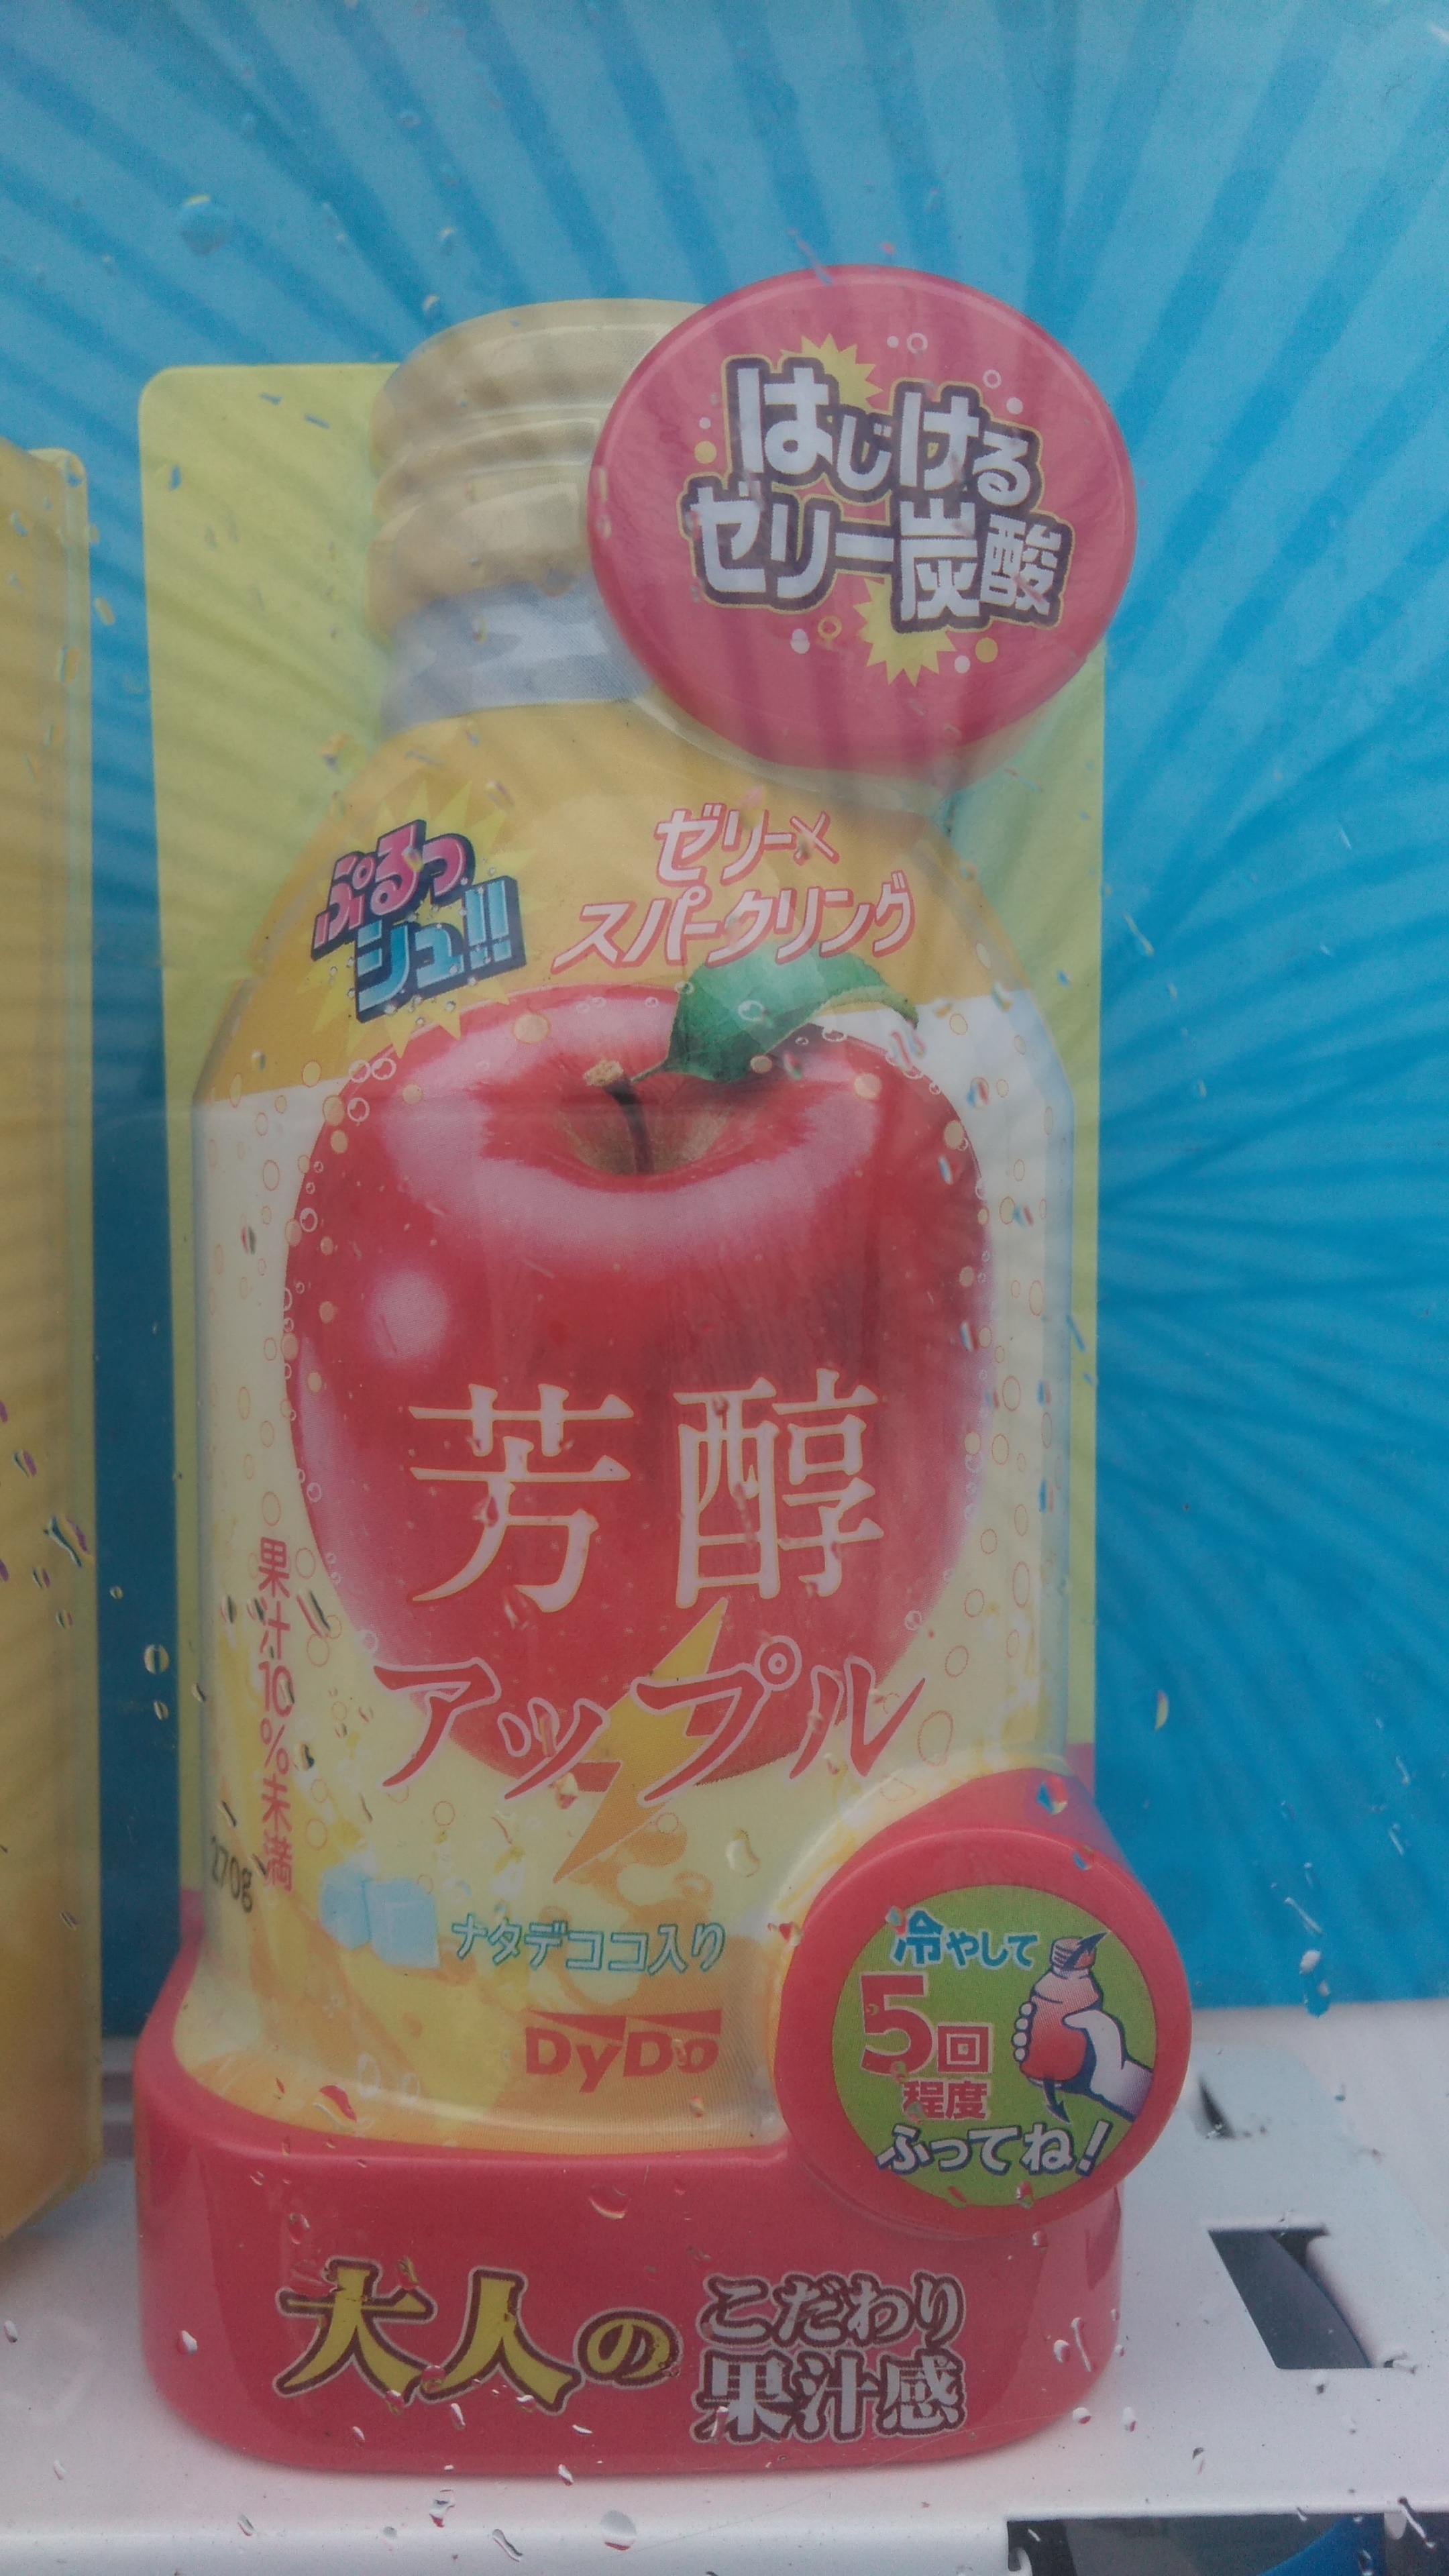 はじける
ゼリー炭酸
ぷるっ
シュ!!
ゼリー×
スパークリング
芳醇
アップル
果汁10%未満
270g
ナタデココ入り
DyDo
冷やして
5回
程度
ふってね!
大人の
こだわり
果汁感